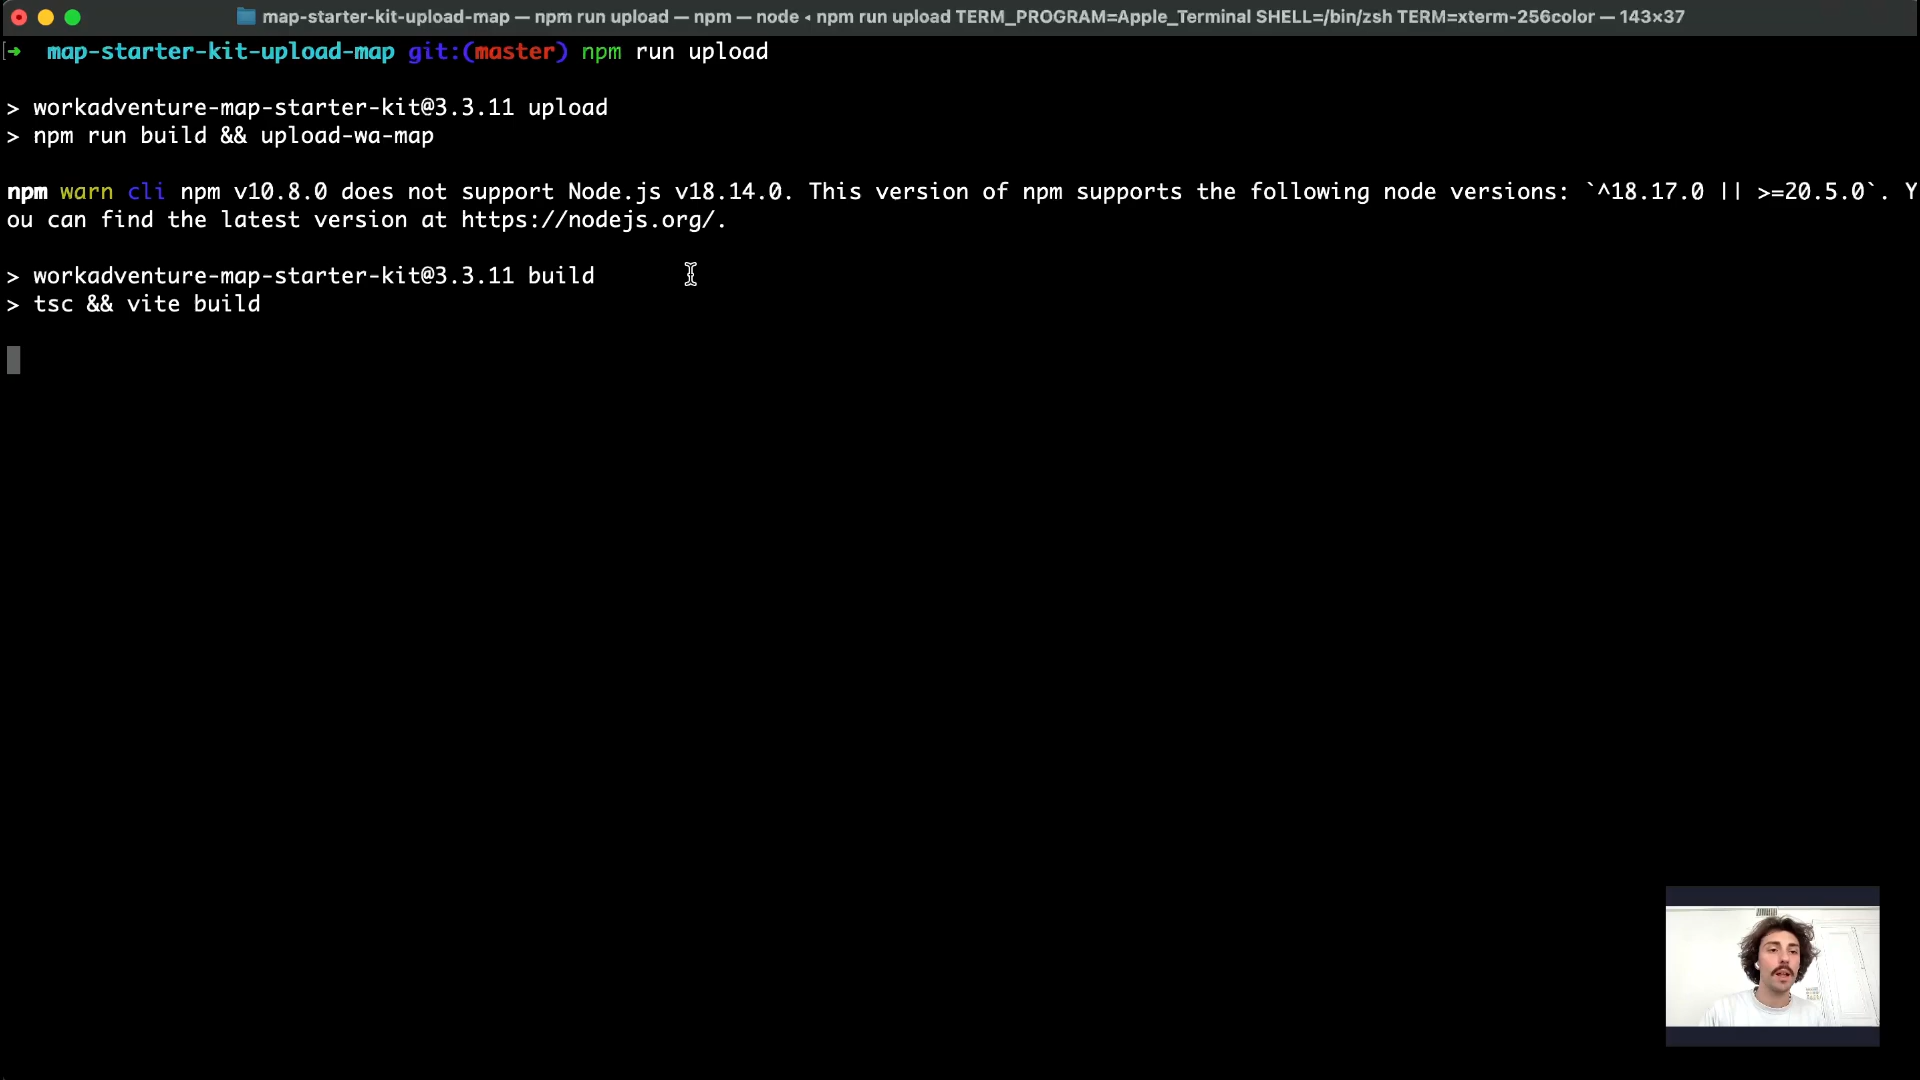 map-starter-kit-upload-map — npm run upload — npm — node ◂ npm run upload TERM_PROGRAM=Apple_Terminal SHELL=/bin/zsh TERM=xterm-256color — 143×37
[➜  map-starter-kit-upload-map git:(master) npm run upload
> workadventure-map-starter-kit@3.3.11 upload
> npm run build && upload-wa-map
npm warn cli npm v10.8.0 does not support Node.js v18.14.0. This version of npm supports the following node versions: `^18.17.0 || >=20.5.0`. Y
ou can find the latest version at https://nodejs.org/.
> workadventure-map-starter-kit@3.3.11 build
> tsc && vite build